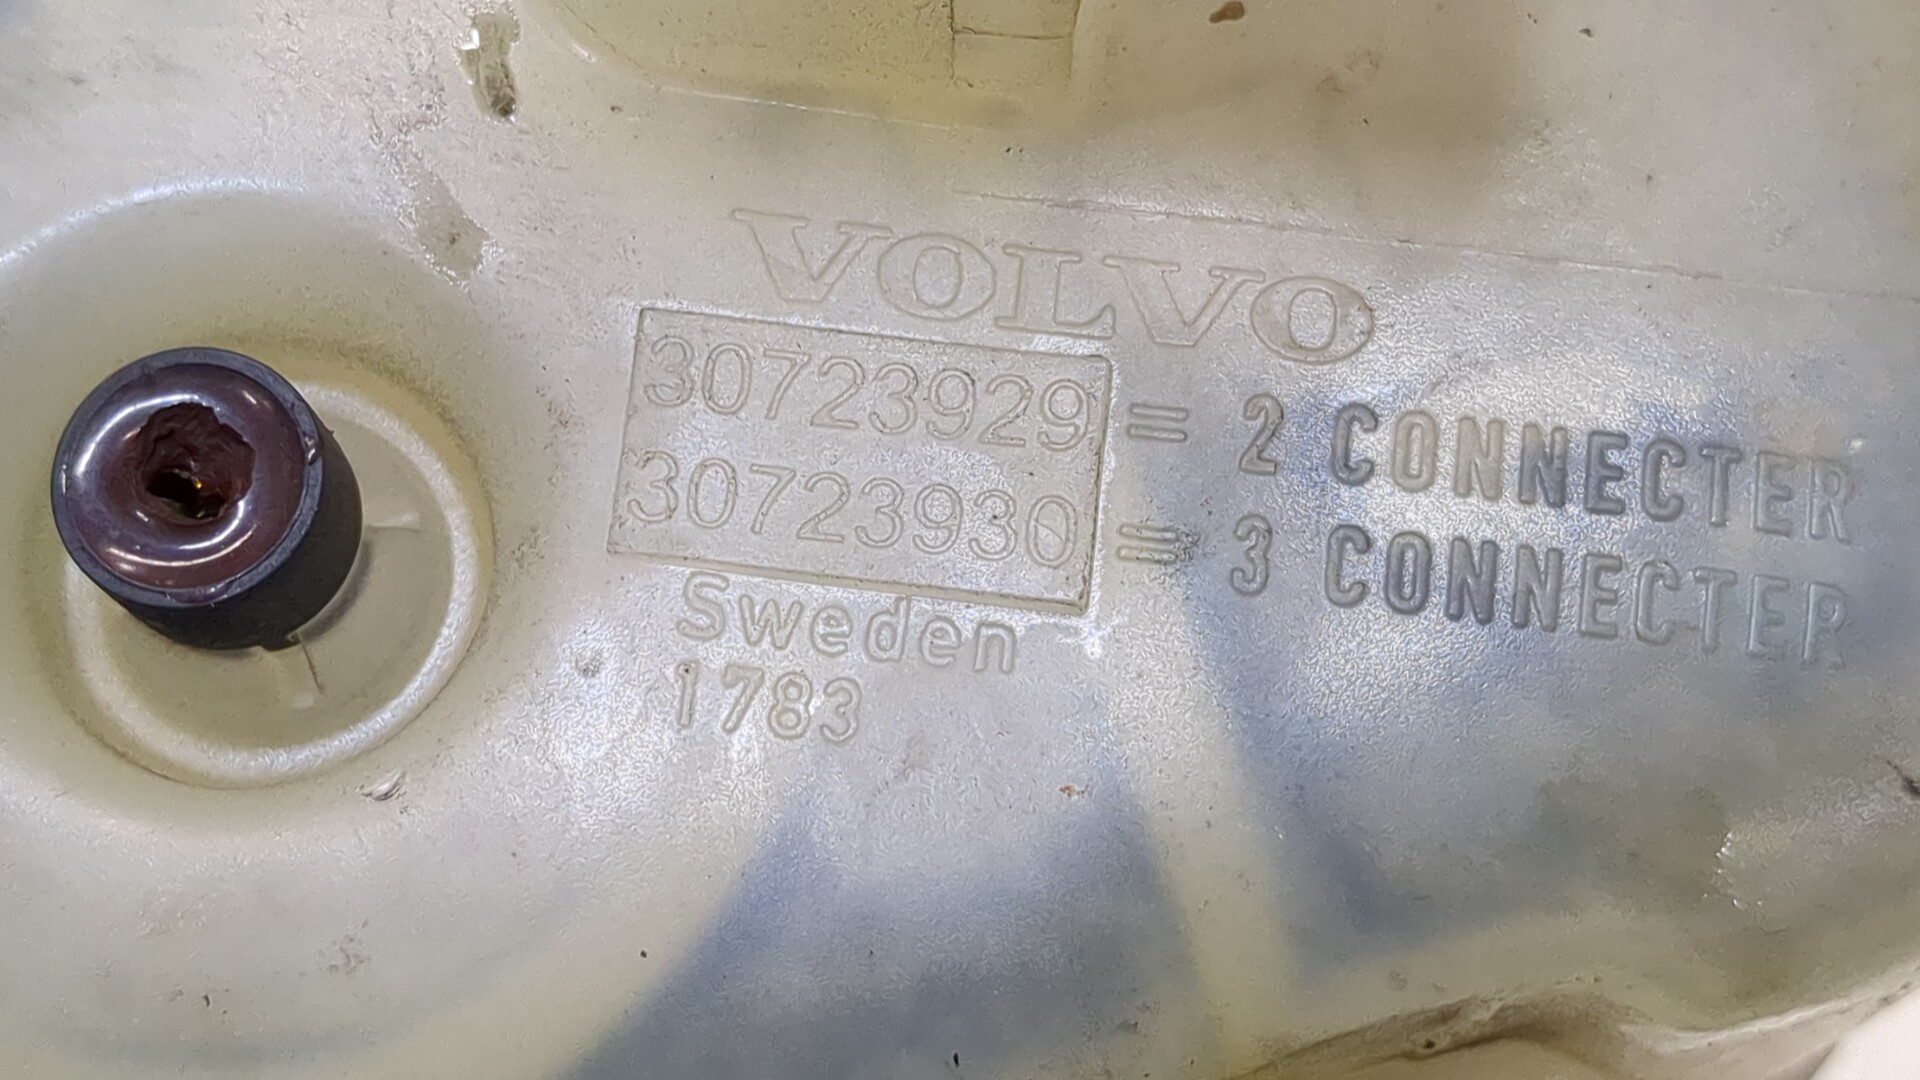 VOLVO
30723929 = 2 CONNECTER
30723930 = 3 CONNECTER
Sweden
1783